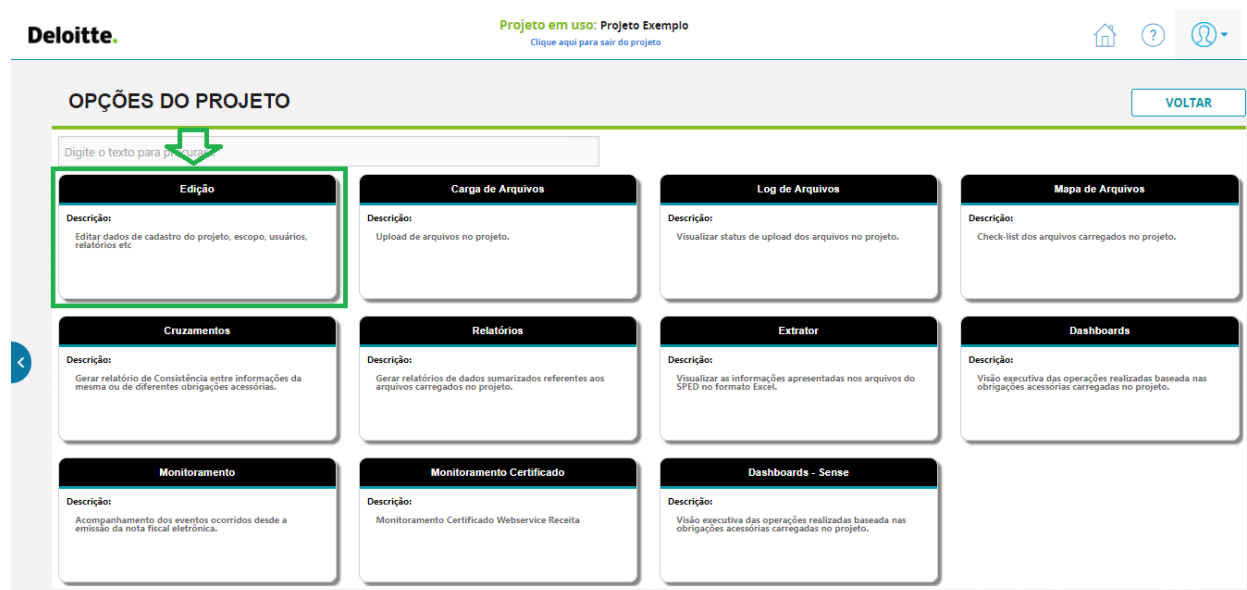 Deloitte.
Projeto em uso: Projeto Exemplo
Clique aqui para sair do projeto
?
OPÇÕES DO PROJETO
VOLTAR
Digite o texto para procurar...
Edição
Descrição:
Editar dados de cadastro do projeto, escopo, usuários,
relatórios etc
Carga de Arquivos
Descrição:
Upload de arquivos no projeto.
Log de Arquivos
Descrição:
Visualizar status de upload dos arquivos no projeto.
Mapa de Arquivos
Descrição:
Check-list dos arquivos carregados no projeto.
Cruzamentos
Descrição:
Gerar relatório de Consistência entre informações da
mesma ou de diferentes obrigações acessórias.
Relatórios
Descrição:
Gerar relatórios de dados sumarizados referentes aos
arquivos carregados no projeto.
Extrator
Descrição:
Visualizar as informações apresentadas nos arquivos do
SPED no formato Excel.
Dashboards
Descrição:
Visão executiva das operações realizadas baseada nas
obrigações acessórias carregadas no projeto.
Monitoramento
Descrição:
Acompanhamento dos eventos ocorridos desde a
emissão da nota fiscal eletrônica.
Monitoramento Certificado
Descrição:
Monitoramento Certificado Webservice Receita
Dashboards - Sense
Descrição:
Visão executiva das operações realizadas baseada nas
obrigações acessórias carregadas no projeto.